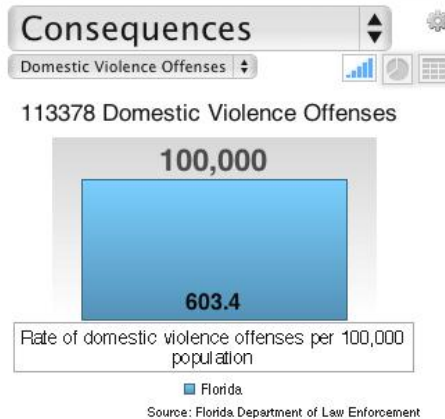 Consequences
Domestic Violence Offenses
113378 Domestic Violence Offenses
100,000
603.4
Rate of domestic violence offenses per 100,000
population
Florida
Source: Florida Department of Law Enforcement